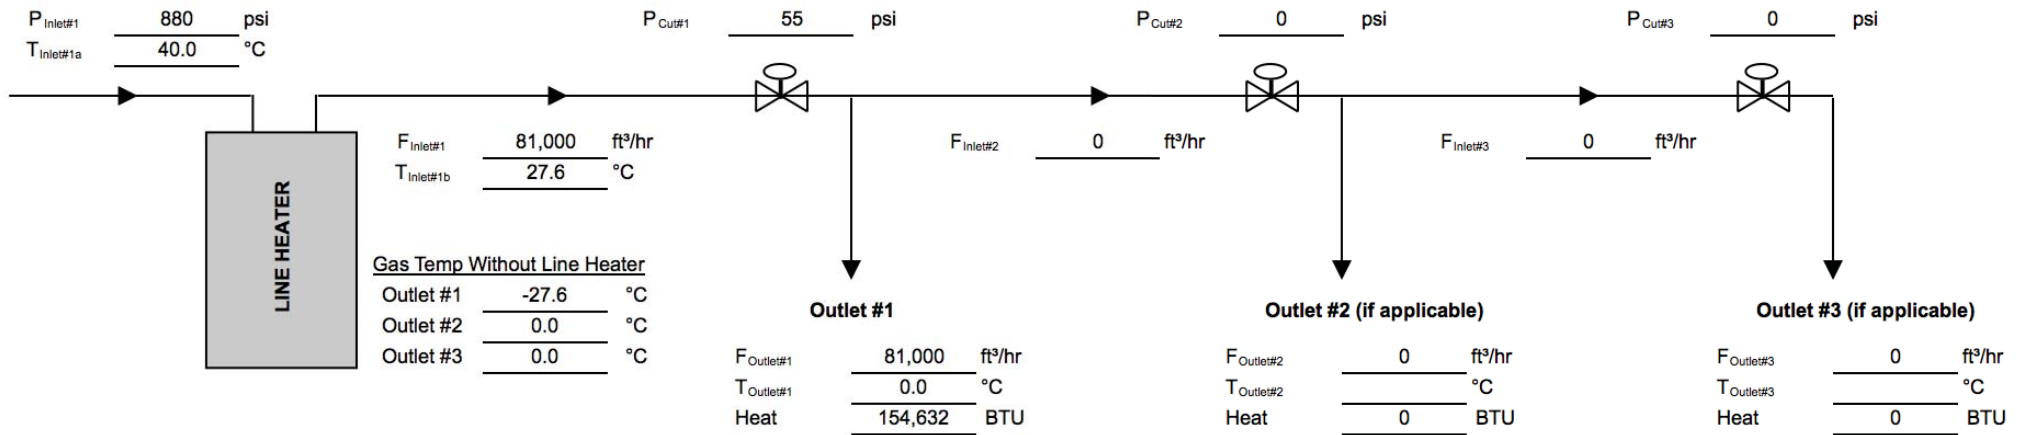 P Inlet#1 880 psi P Cut#1 55 psi P Cut#2 0 psi P Cut#3 0 psi
T Inlet#1a 40.0 °C
F Inlet#1 81,000 ft³/hr F Inlet#2 0 ft³/hr F Inlet#3 0 ft³/hr
T Inlet#1b 27.6 °C
LINE HEATER
Gas Temp Without Line Heater
Outlet #1 -27.6 °C
Outlet #2 0.0 °C
Outlet #3 0.0 °C
Outlet #1 Outlet #2 (if applicable) Outlet #3 (if applicable)
F Outlet#1 81,000 ft³/hr F Outlet#2 0 ft³/hr F Outlet#3 0 ft³/hr
T Outlet#1 0.0 °C T Outlet#2 °C T Outlet#3 °C
Heat 154,632 BTU Heat 0 BTU Heat 0 BTU